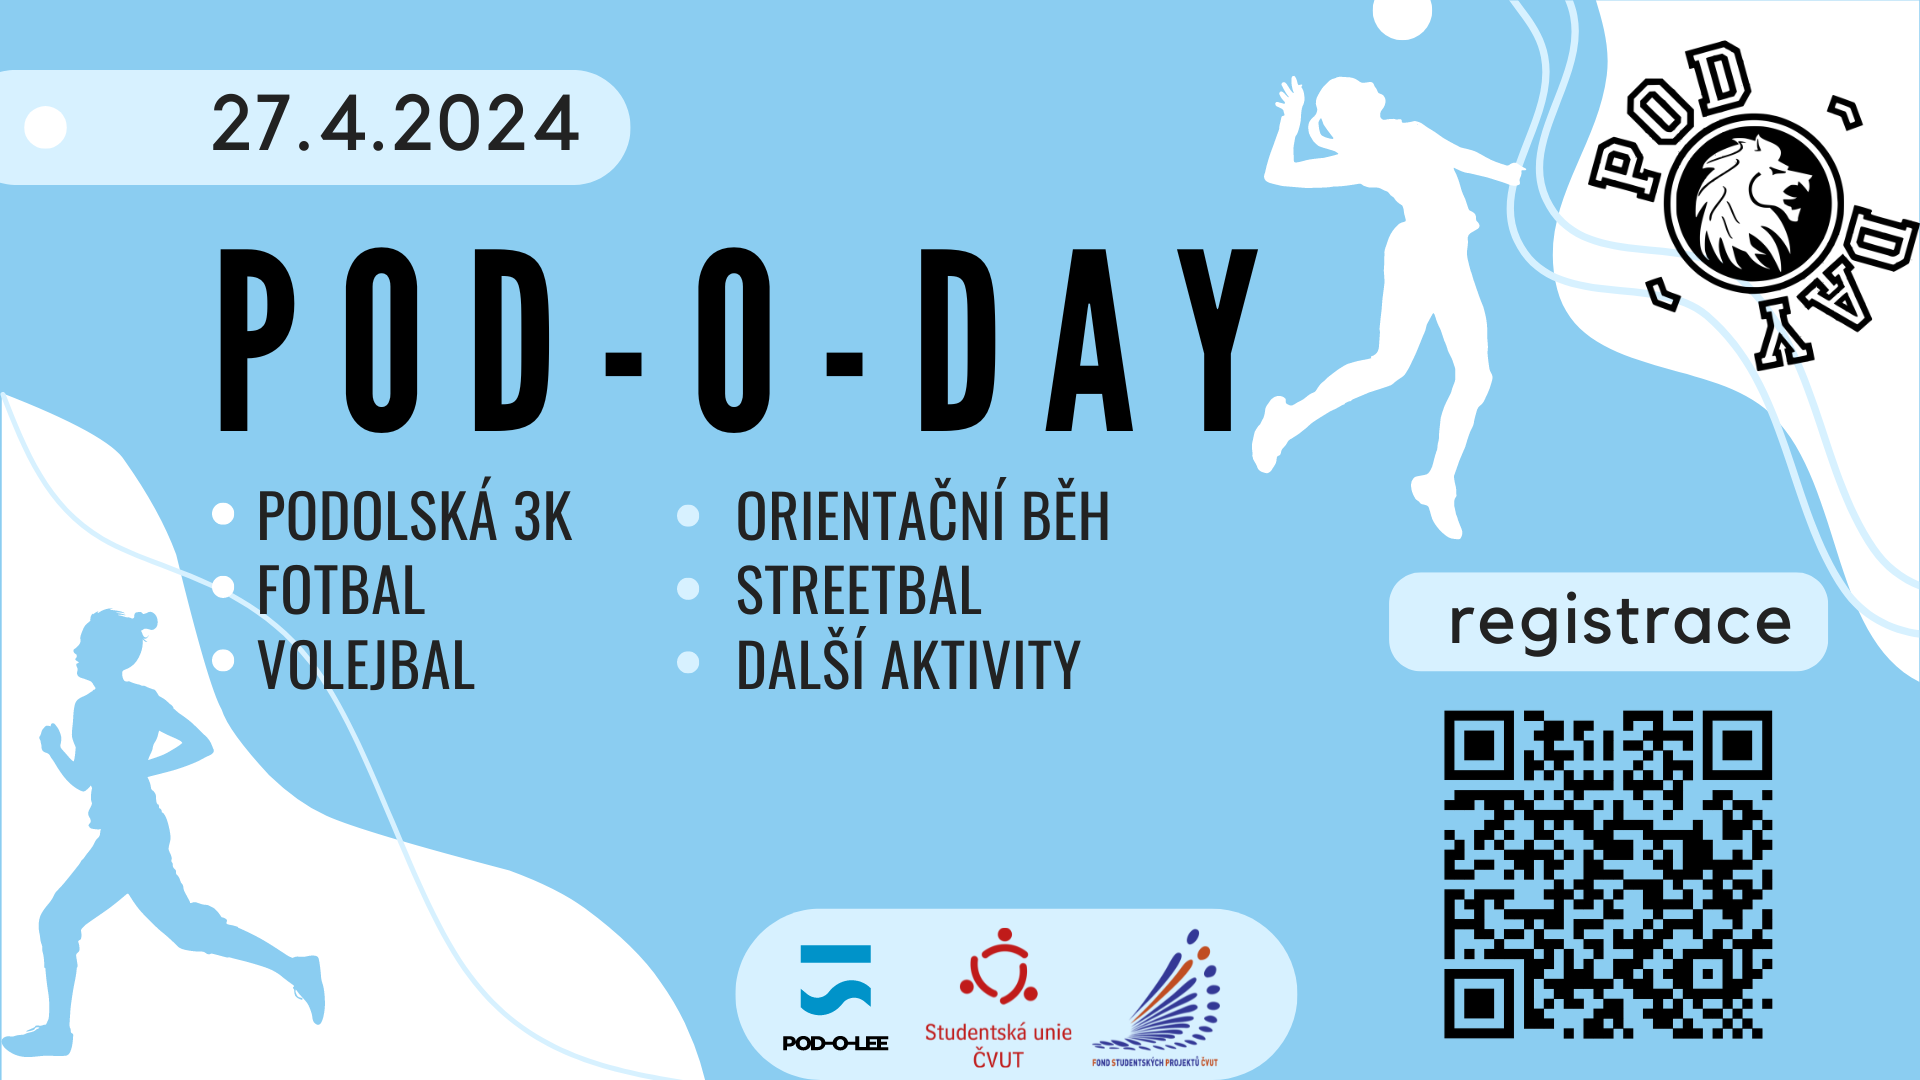 27.4.2024
POD
'
DAY
'
POD-O-DAY
PODOLSKÁ 3K
FOTBAL
VOLEJBAL
ORIENTAČNÍ BĚH
STREETBAL
DALŠÍ AKTIVITY
registrace
POD-O-LEE
Studentská unie
ČVUT
FOND STUDENTSKÝCH PROJEKTŮ ČVUT